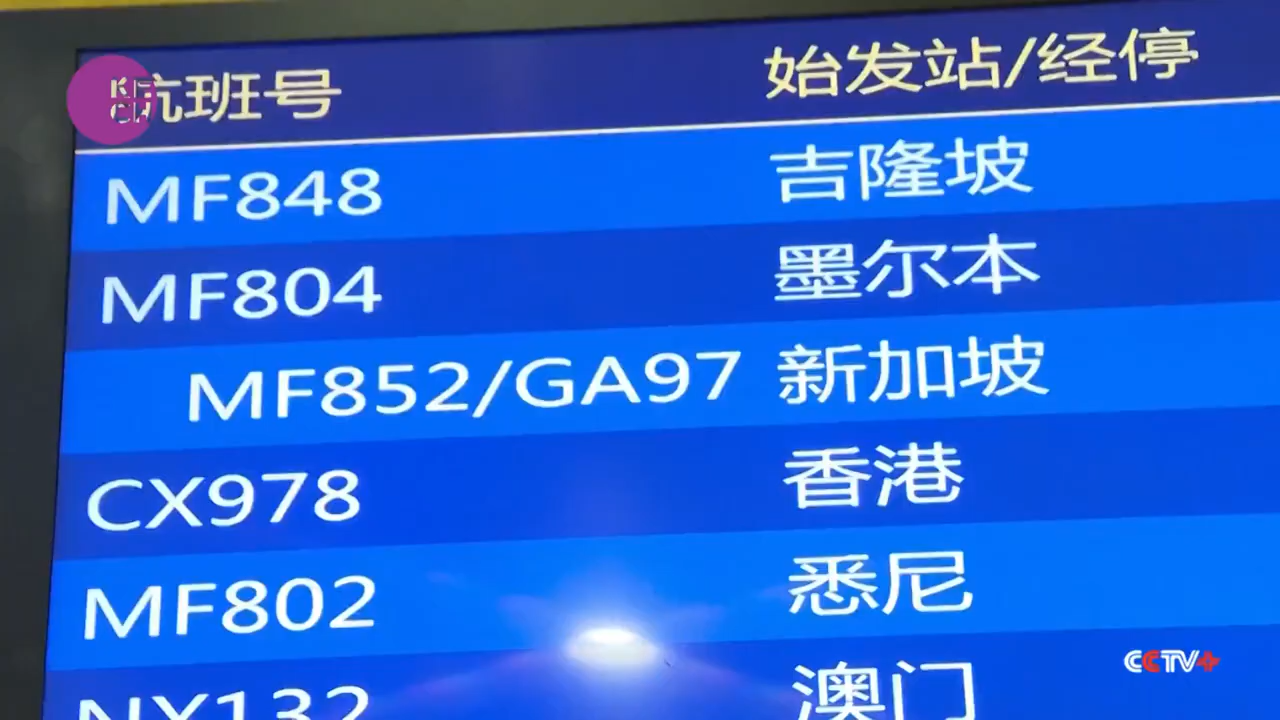 航班号 始发站/经停
MF848 吉隆坡
MF804 墨尔本
MF852/GA97 新加坡
CX978 香港
MF802 悉尼
NX132 澳门
CCTV+